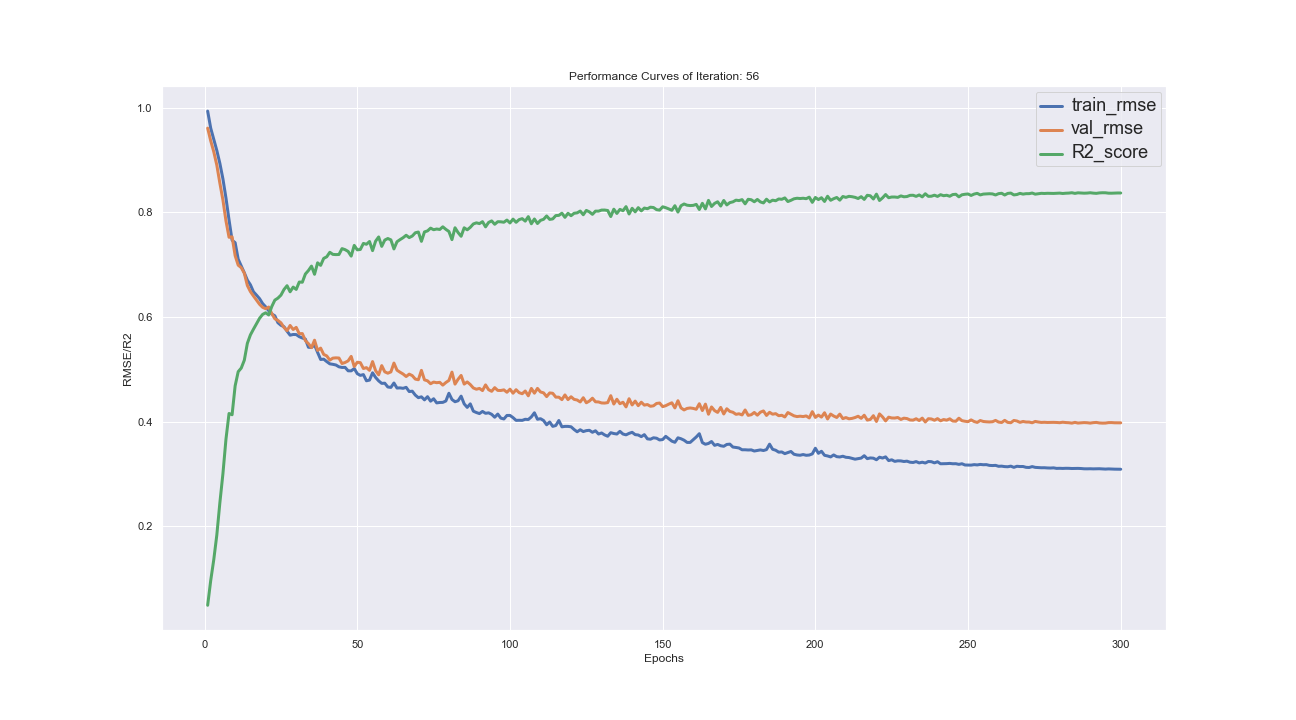 Performance Curves of Iteration: 56
train_rmse
val_rmse
R2_score
RMSE/R2
1.0
0.8
0.6
0.4
0.2
0
50
100
150
200
250
300
Epochs